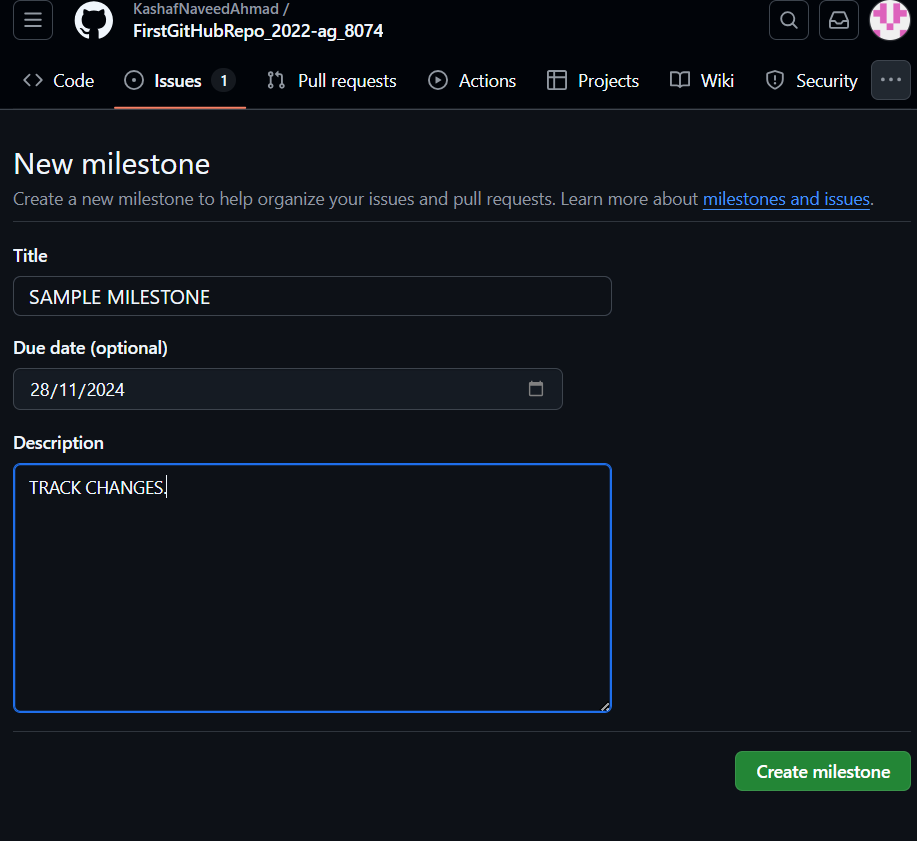 KashafNaveedAhmad /
FirstGitHubRepo_2022-ag_8074
Code Issues 1 Pull requests Actions Projects Wiki Security
New milestone
Create a new milestone to help organize your issues and pull requests. Learn more about milestones and issues.
Title
SAMPLE MILESTONE
Due date (optional)
28/11/2024
Description
TRACK CHANGES.
Create milestone